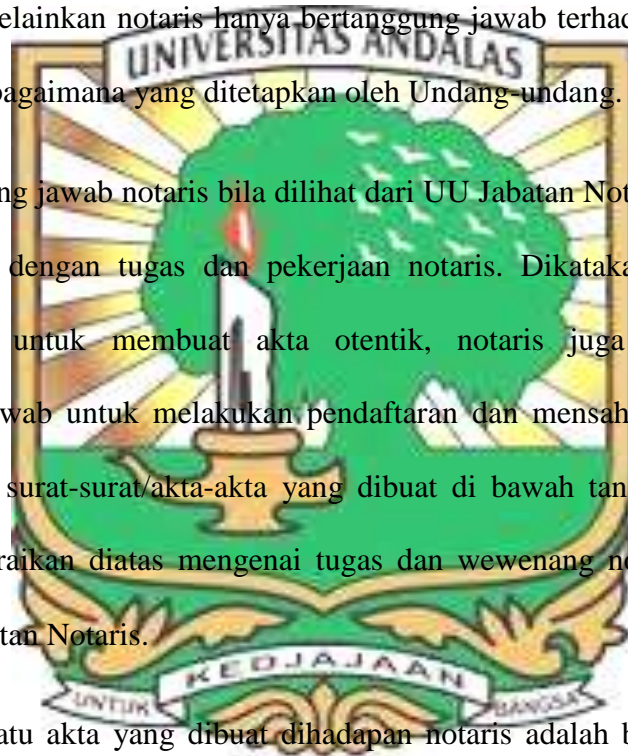 elainkan notaris hanya bertanggung jawab terhad
UNIVERSITAS ANDALAS
bagaimana yang ditetapkan oleh Undang-undang.
ng jawab notaris bila dilihat dari UU Jabatan Not
dengan tugas dan pekerjaan notaris. Dikataka
untuk membuat akta otentik, notaris juga
wab untuk melakukan pendaftaran dan mensah
surat-surat/akta-akta yang dibuat di bawah tan
raikan diatas mengenai tugas dan wewenang no
tan Notaris.
KEDJAJAAN
UNTUK BANGSA
atu akta yang dibuat dihadapan notaris adalah b